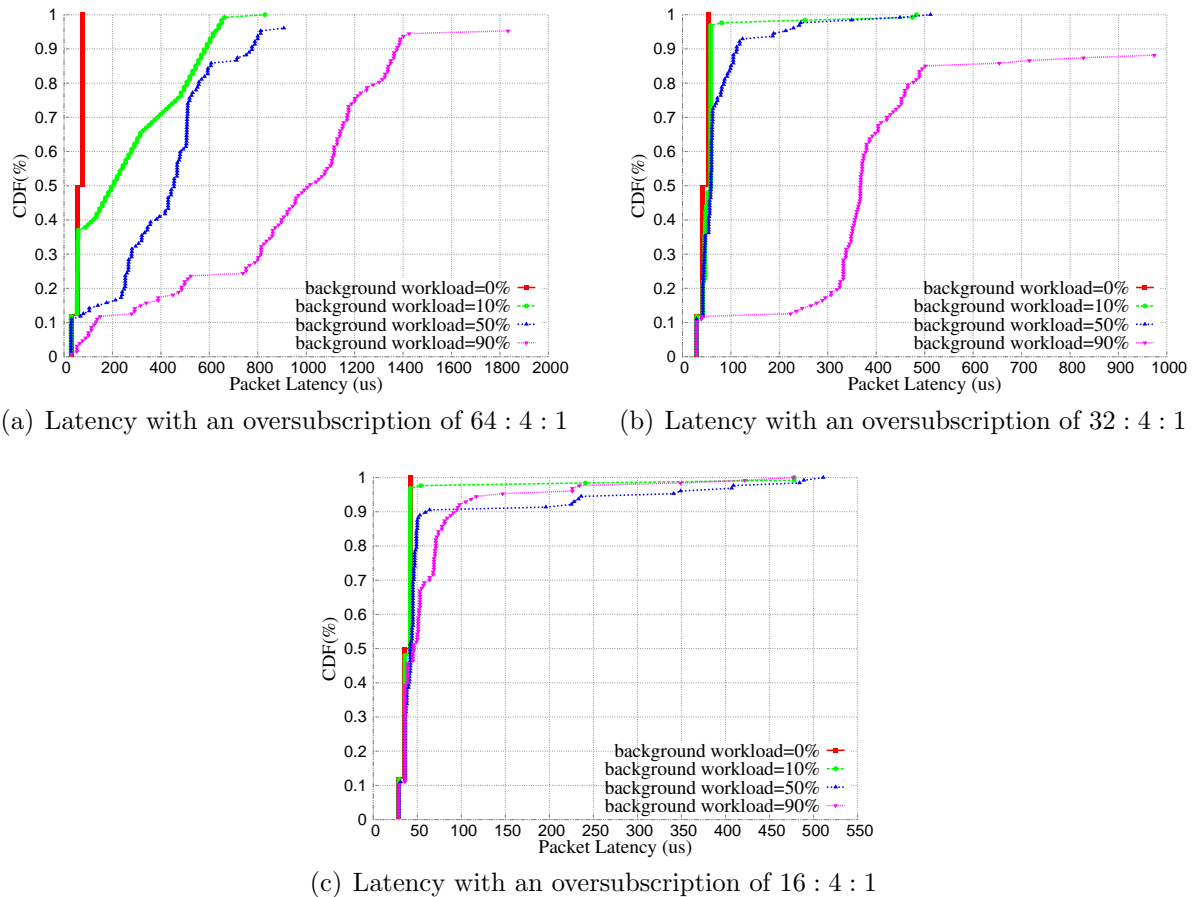 1
0.9
0.8
0.7
0.6
0.5
0.4
0.3
0.2
0.1
0
CDF(%)
background workload=0%
background workload=10%
background workload=50%
background workload=90%
0 200 400 600 800 1000 1200 1400 1600 1800 2000
Packet Latency (us)
(a) Latency with an oversubscription of 64 : 4 : 1
1
0.9
0.8
0.7
0.6
0.5
0.4
0.3
0.2
0.1
0
CDF(%)
background workload=0%
background workload=10%
background workload=50%
background workload=90%
0 100 200 300 400 500 600 700 800 900 1000
Packet Latency (us)
(b) Latency with an oversubscription of 32 : 4 : 1
1
0.9
0.8
0.7
0.6
0.5
0.4
0.3
0.2
0.1
0
CDF(%)
background workload=0%
background workload=10%
background workload=50%
background workload=90%
0 50 100 150 200 250 300 350 400 450 500 550
Packet Latency (us)
(c) Latency with an oversubscription of 16 : 4 : 1